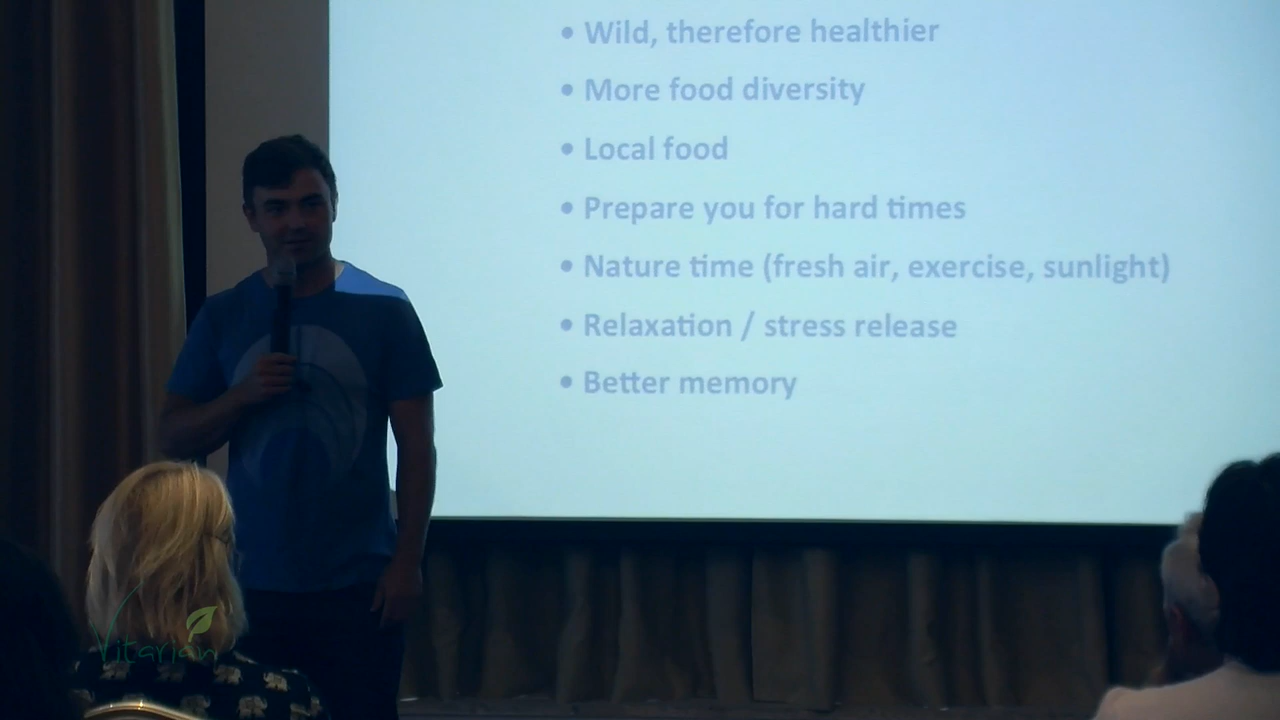 • Wild, therefore healthier
• More food diversity
• Local food
• Prepare you for hard times
• Nature time (fresh air, exercise, sunlight)
• Relaxation / stress release
• Better memory
Vitarian